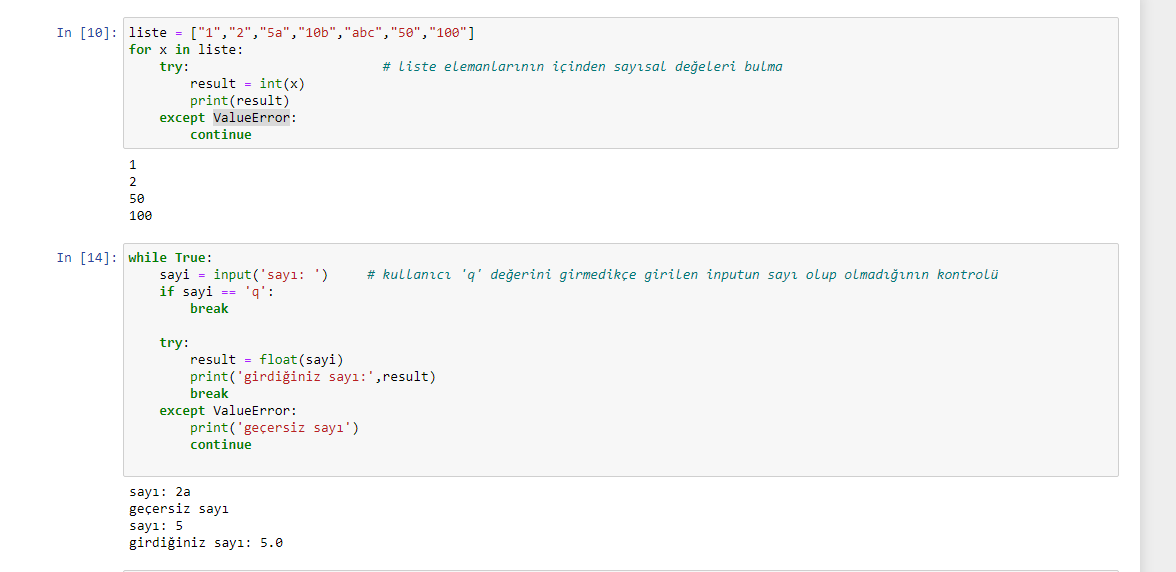 In [10]: liste = ["1","2","5a","10b","abc","50","100"]
for x in liste:
    try:                         # liste elemanlarının içinden sayısal değeleri bulma
        result = int(x)
        print(result)
    except ValueError:
        continue
1
2
50
100
In [14]: while True:
    sayi = input('sayı: ')     # kullanıcı 'q' değerini girmedikçe girilen inputun sayı olup olmadığının kontrolü
    if sayi == 'q':
        break
    try:
        result = float(sayi)
        print('girdiğiniz sayı:',result)
        break
    except ValueError:
        print('geçersiz sayı')
        continue
sayı: 2a
geçersiz sayı
sayı: 5
girdiğiniz sayı: 5.0